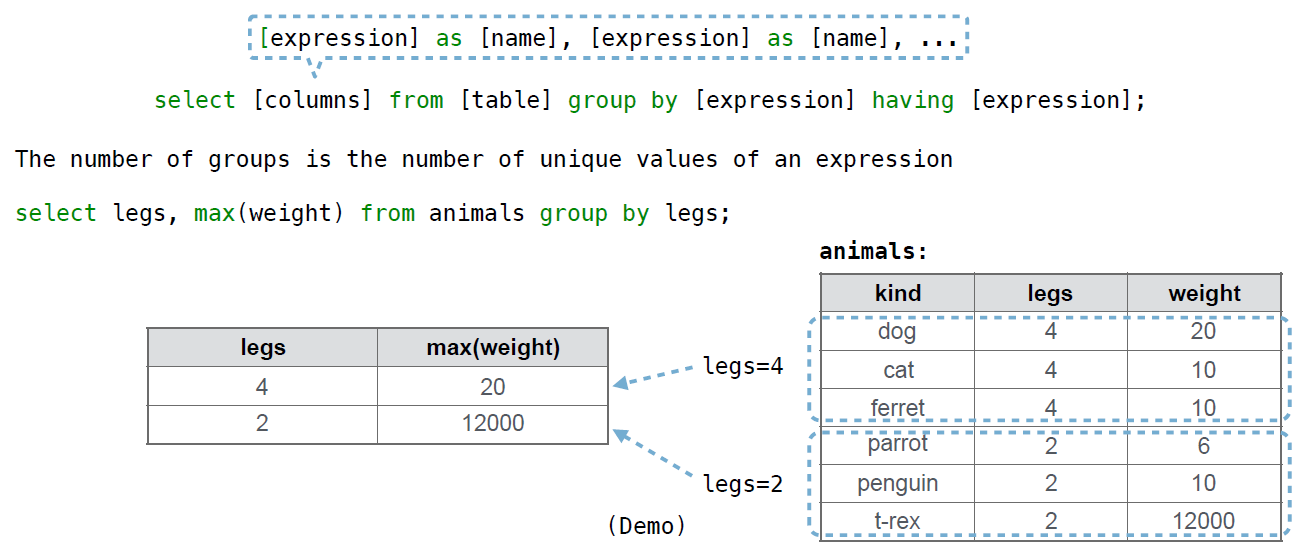 [expression] as [name], [expression] as [name], ...
select [columns] from [table] group by [expression] having [expression];
The number of groups is the number of unique values of an expression
select legs, max(weight) from animals group by legs;
animals:
kind legs weight
dog 4 20
cat 4 10
ferret 4 10
parrot 2 6
penguin 2 10
t-rex 2 12000
legs max(weight)
4 20
2 12000
legs=4
legs=2
(Demo)